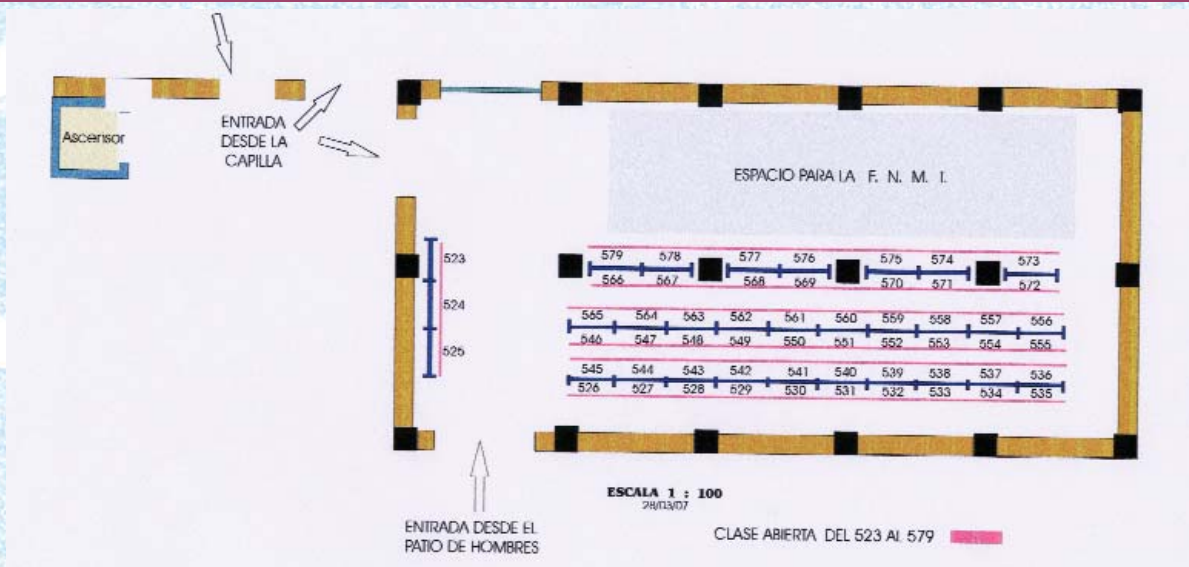 Ascensor
ENTRADA
DESDE LA
CAPILLA
ESPACIO PARA LA F. N. M. T.
523
524
525
579 578 577 576 575 574 573
566 567 568 569 570 571 572
565 564 563 562 561 560 559 558 557 556
546 547 548 549 550 551 552 553 554 555
545 544 543 542 541 540 539 538 537 536
526 527 528 529 530 531 532 533 534 535
ESCALA 1 : 100
28/03/07
ENTRADA DESDE EL
PATIO DE HOMBRES
CLASE ABIERTA DEL 523 AL 579